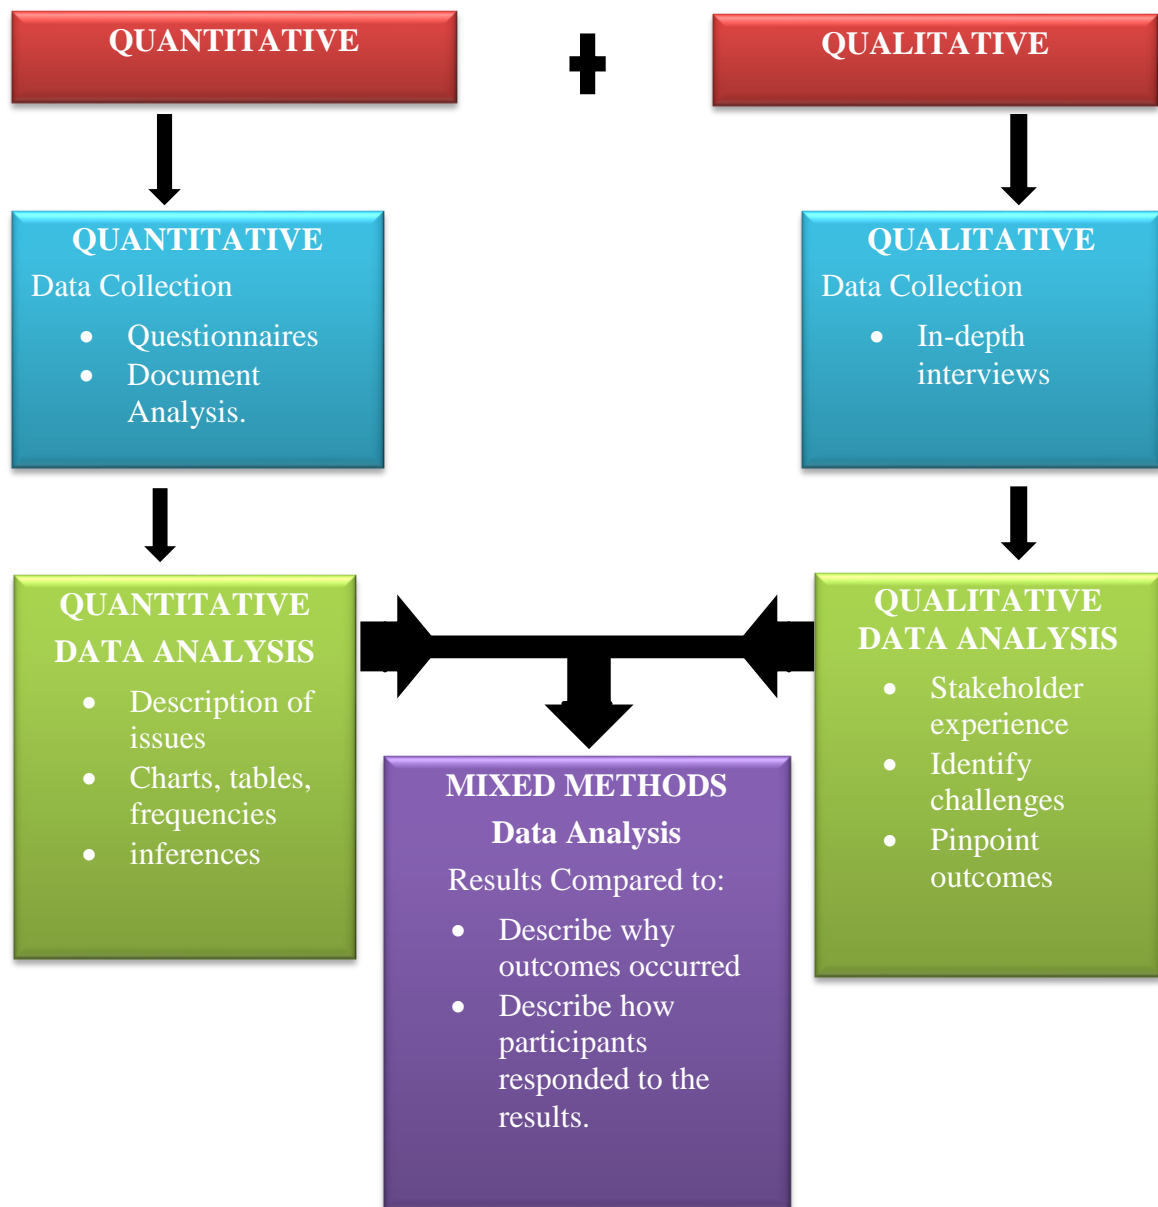 QUANTITATIVE
QUALITATIVE
QUANTITATIVE
Data Collection
• Questionnaires
• Document
Analysis.
QUALITATIVE
Data Collection
• In-depth
interviews
QUANTITATIVE
DATA ANALYSIS
• Description of
issues
• Charts, tables,
frequencies
• inferences
QUALITATIVE
DATA ANALYSIS
• Stakeholder
experience
• Identify
challenges
• Pinpoint
outcomes
MIXED METHODS
Data Analysis
Results Compared to:
• Describe why
outcomes occurred
• Describe how
participants
responded to the
results.